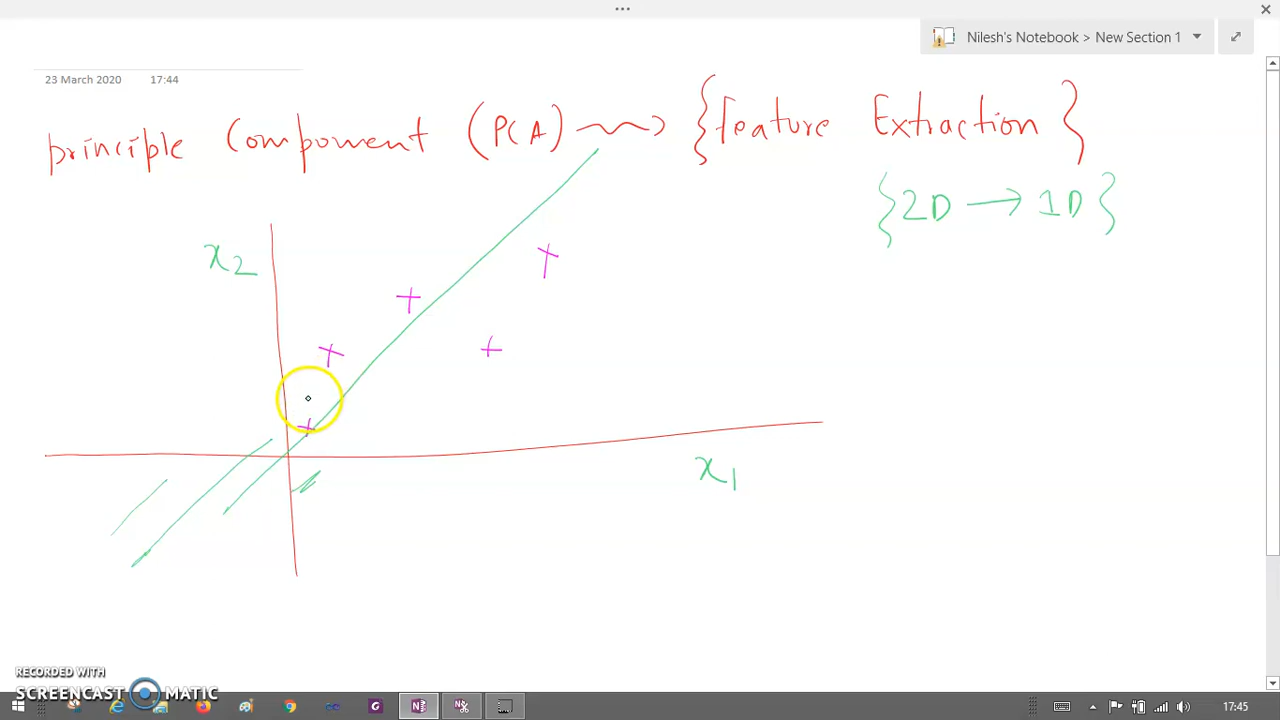 Nilesh's Notebook > New Section 1
23 March 2020 17:44
principle Component (PCA) {feature Extraction}
{2D → 1D}
x2
x1
RECORDED WITH
SCREENCAST MATIC
17:45